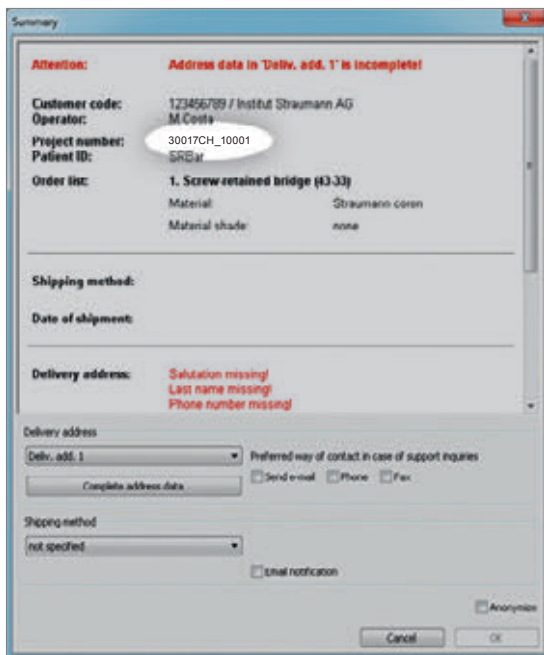 Summary
Attention: Address data in 'Deliv. add. 1' is incomplete!
Customer code: 123456789 / Institut Straumann AG
Operator: M.Costa
Project number: 30017CH_10001
Patient ID: SRBar
Order list: 1. Screw-retained bridge (43-33)
Material: Straumann coron
Material shade: none
Shipping method:
Date of shipment:
Delivery address: Salutation missing!
Last name missing!
Phone number missing!
Delivery address
Deliv. add. 1 Preferred way of contact in case of support inquiries
Complete address data Send e-mail Phone Fax
Shipping method
not specified
Email notification
Anonymize
Cancel OK